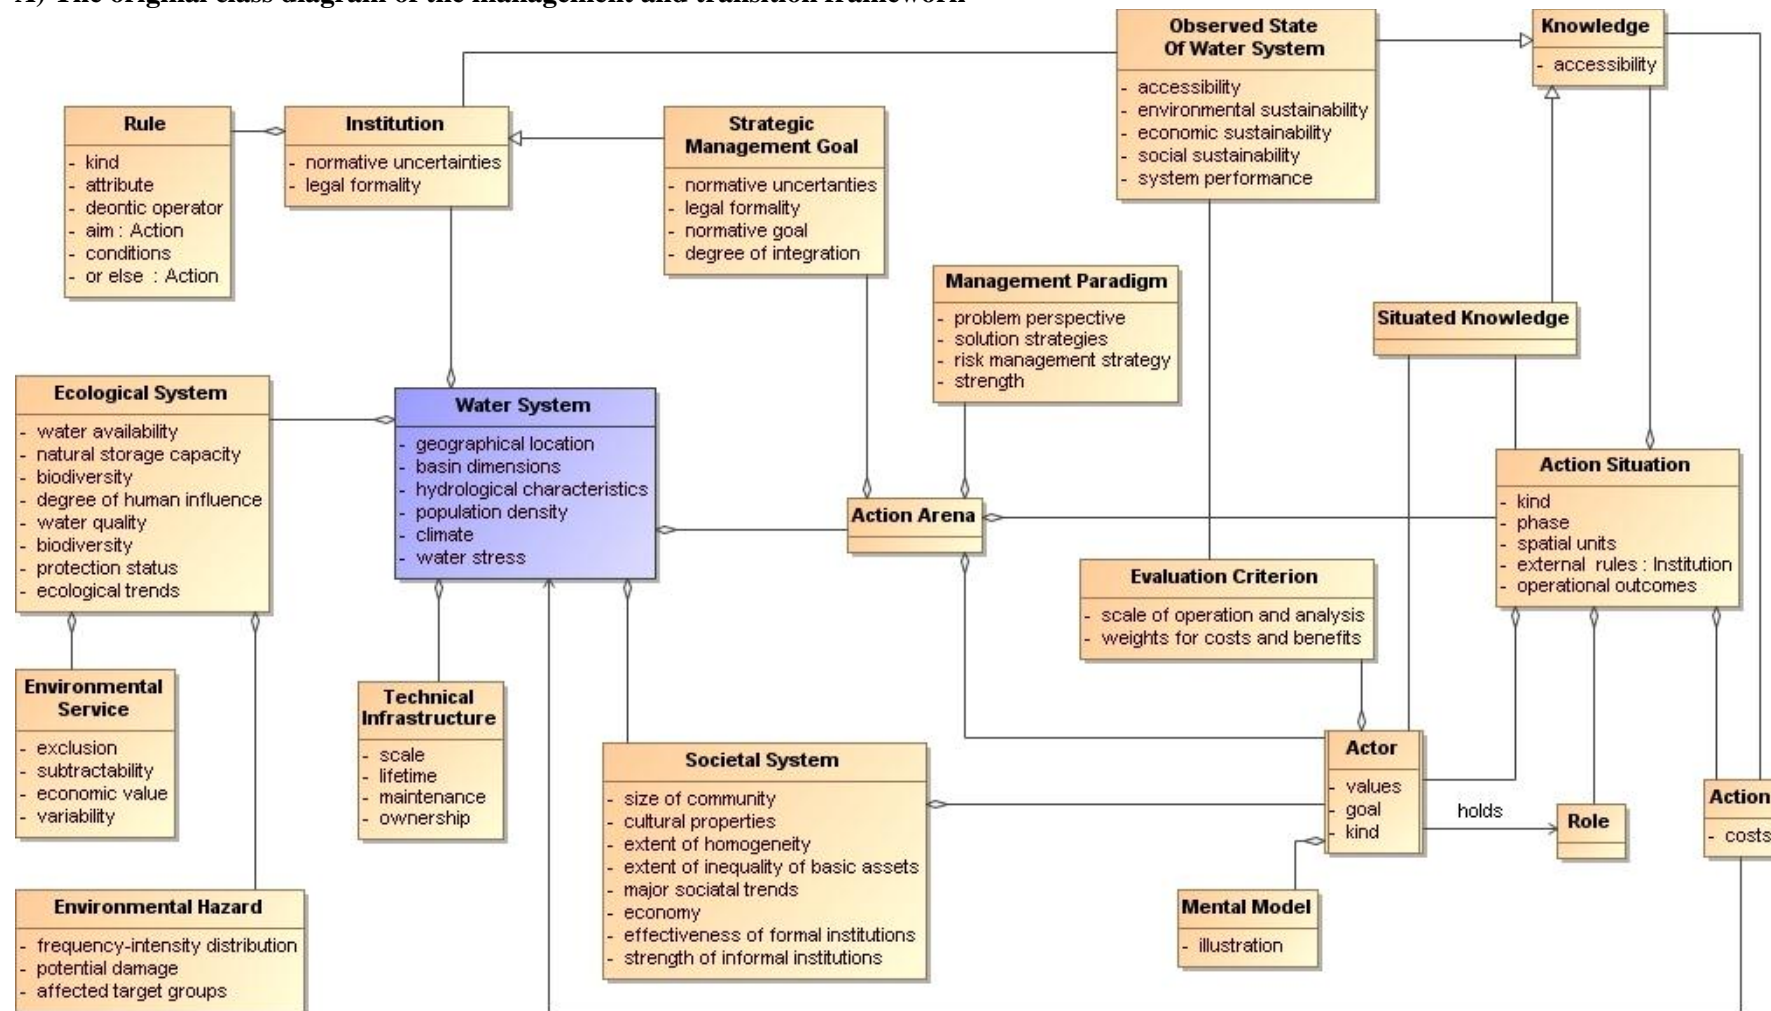 A) The original class diagram of the management and transition framework
Observed State
Of Water System
- accessibility
- environmental sustainability
- economic sustainability
- social sustainability
- system performance
Knowledge
- accessibility
Rule
- kind
- attribute
- deontic operator
- aim : Action
- conditions
- or else : Action
Institution
- normative uncertainties
- legal formality
Strategic
Management Goal
- normative uncertanties
- legal formality
- normative goal
- degree of integration
Management Paradigm
- problem perspective
- solution strategies
- risk management strategy
- strength
Situated Knowledge
Ecological System
- water availability
- natural storage capacity
- biodiversity
- degree of human influence
- water quality
- biodiversity
- protection status
- ecological trends
Water System
- geographical location
- basin dimensions
- hydrological characteristics
- population density
- climate
- water stress
Action Arena
Action Situation
- kind
- phase
- spatial units
- external rules : Institution
- operational outcomes
Evaluation Criterion
- scale of operation and analysis
- weights for costs and benefits
Environmental
Service
- exclusion
- subtractability
- economic value
- variability
Technical
Infrastructure
- scale
- lifetime
- maintenance
- ownership
Societal System
- size of community
- cultural properties
- extent of homogeneity
- extent of inequality of basic assets
- major sociatal trends
- economy
- effectiveness of formal institutions
- strength of informal institutions
Actor
- values
- goal
- kind
holds
Role
Action
- costs
Mental Model
- illustration
Environmental Hazard
- frequency-intensity distribution
- potential damage
- affected target groups